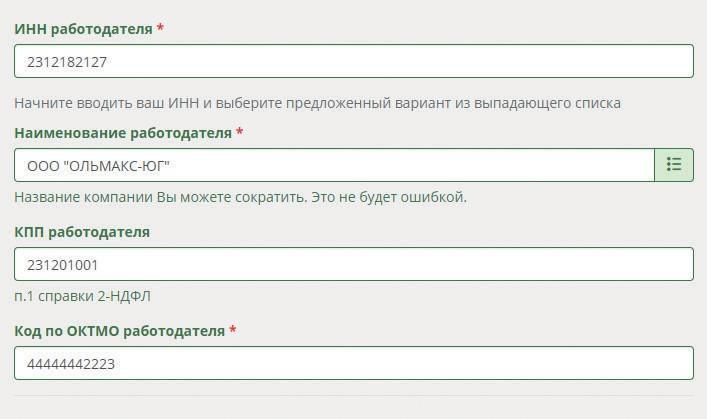 ИНН работодателя *
2312182127
Начните вводить ваш ИНН и выберите предложенный вариант из выпадающего списка
Наименование работодателя *
ООО "ОЛЬМАКС-ЮГ"
Название компании Вы можете сократить. Это не будет ошибкой.
КПП работодателя
231201001
п.1 справки 2-НДФЛ
Код по ОКТМО работодателя *
44444442223